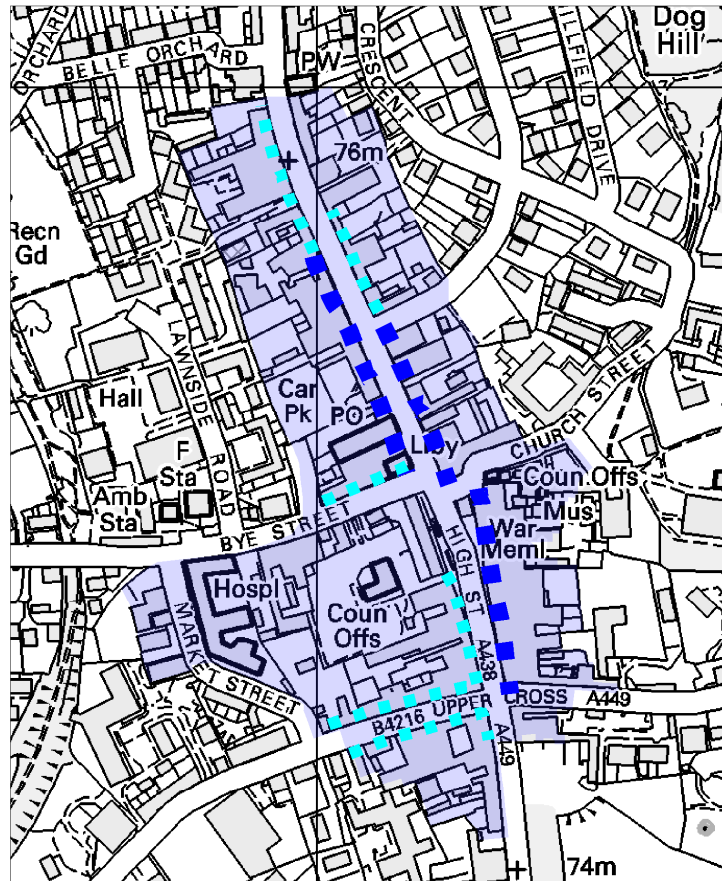 Dog
Hill
ORCHARD
BELLE ORCHARD
PW
CRESCENT
DRIVE
76m
Recn
Gd
LAWNSIDE ROAD
Hall
Car
Pk
PO
Liby
CHURCH STREET
F
Sta
Amb
Sta
Coun Offs
Mus
BYE STREET
HIGH ST
War
Meml
Hospl
Coun
Offs
MARKET STREET
A438
B4216 UPPER CROSS A449
A449
74m